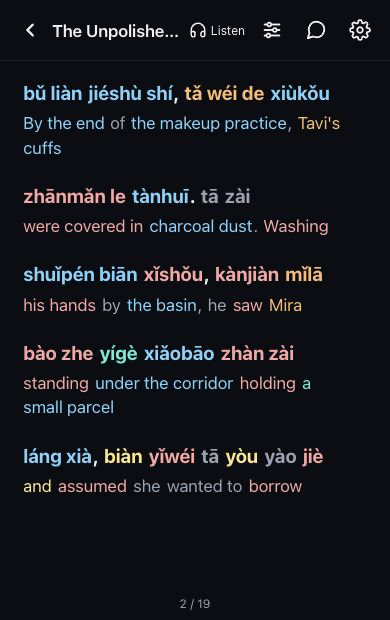 The Unpolishe... Listen
bǔ liàn jiéshù shí, tǎ wéi de xiùkǒu
By the end of the makeup practice, Tavi's
cuffs
zhānmǎn le tànhuī. tā zài
were covered in charcoal dust. Washing
shuǐpén biān xǐshǒu, kànjiàn mǐlā
his hands by the basin, he saw Mira
bào zhe yígè xiǎobāo zhàn zài
standing under the corridor holding a
small parcel
láng xià, biàn yǐwéi tā yòu yào jiè
and assumed she wanted to borrow
2 / 19